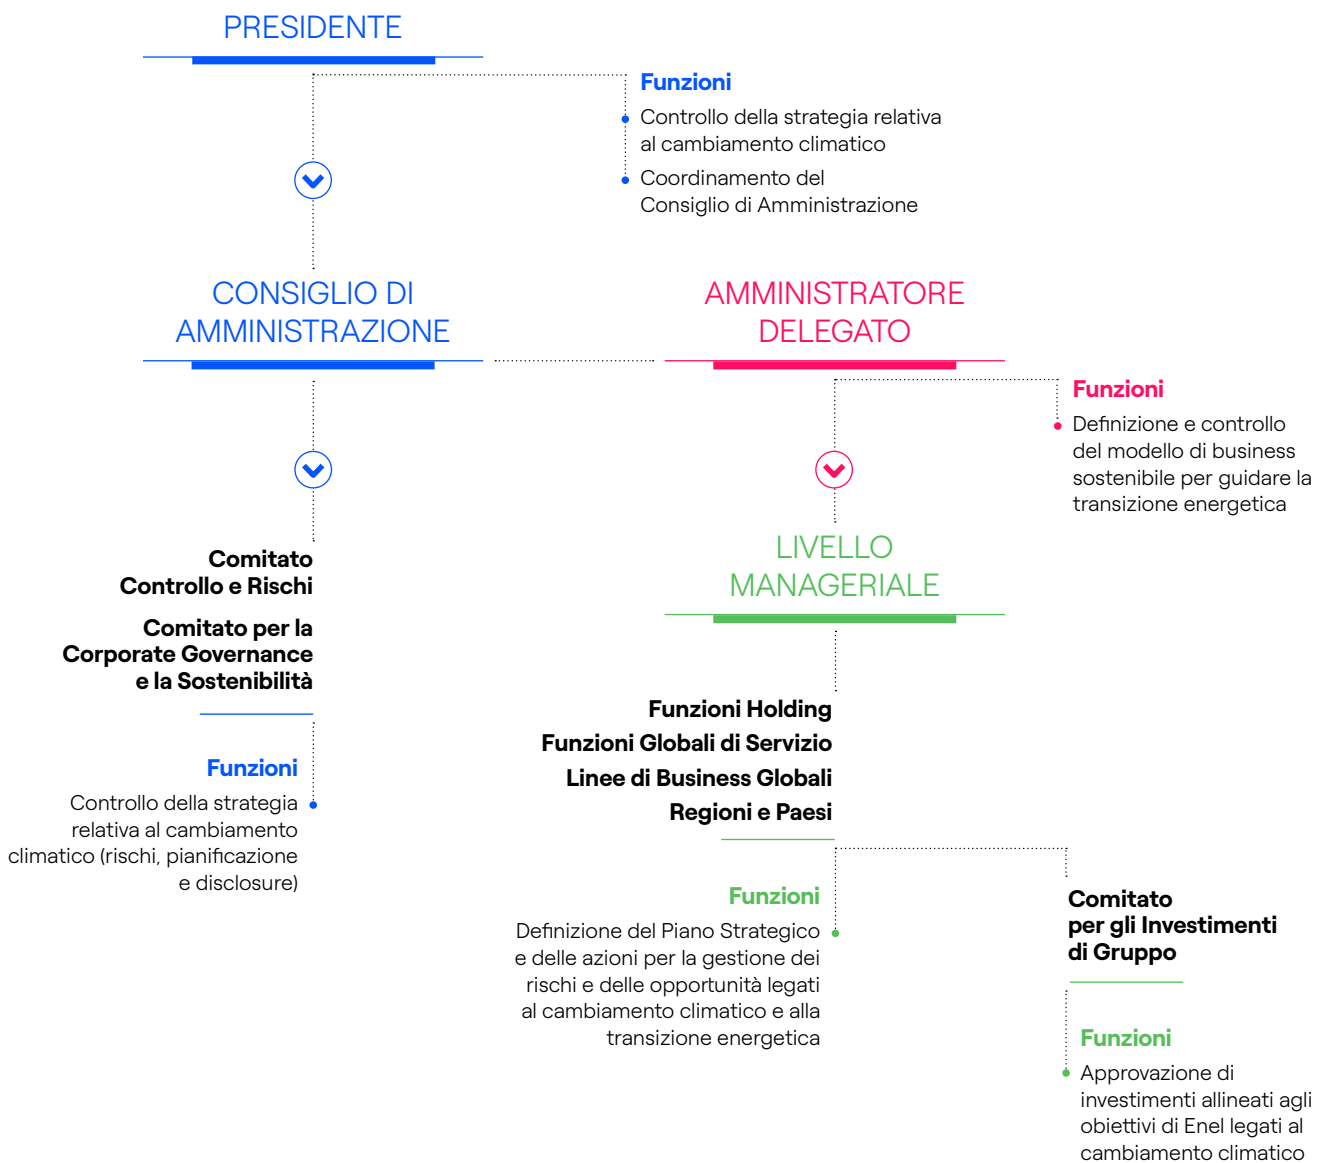 PRESIDENTE
Funzioni
Controllo della strategia relativa
al cambiamento climatico
Coordinamento del
Consiglio di Amministrazione
CONSIGLIO DI
AMMINISTRAZIONE
AMMINISTRATORE
DELEGATO
Funzioni
Definizione e controllo
del modello di business
sostenibile per guidare la
transizione energetica
Comitato
Controllo e Rischi
Comitato per la
Corporate Governance
e la Sostenibilità
Funzioni
Controllo della strategia
relativa al cambiamento
climatico (rischi, pianificazione
e disclosure)
LIVELLO
MANAGERIALE
Funzioni Holding
Funzioni Globali di Servizio
Linee di Business Globali
Regioni e Paesi
Funzioni
Definizione del Piano Strategico
e delle azioni per la gestione dei
rischi e delle opportunità legati
al cambiamento climatico e alla
transizione energetica
Comitato
per gli Investimenti
di Gruppo
Funzioni
Approvazione di
investimenti allineati agli
obiettivi di Enel legati al
cambiamento climatico